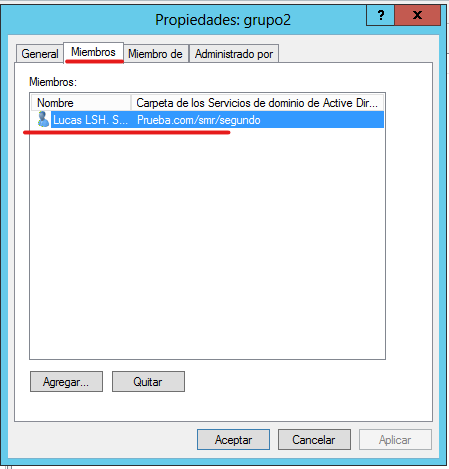 Propiedades: grupo2
?
x
General Miembros Miembro de Administrado por
Miembros:
Nombre Carpeta de los Servicios de dominio de Active Dir...
Lucas LSH. S... Prueba.com/smr/segundo
Agregar... Quitar
Aceptar Cancelar Aplicar